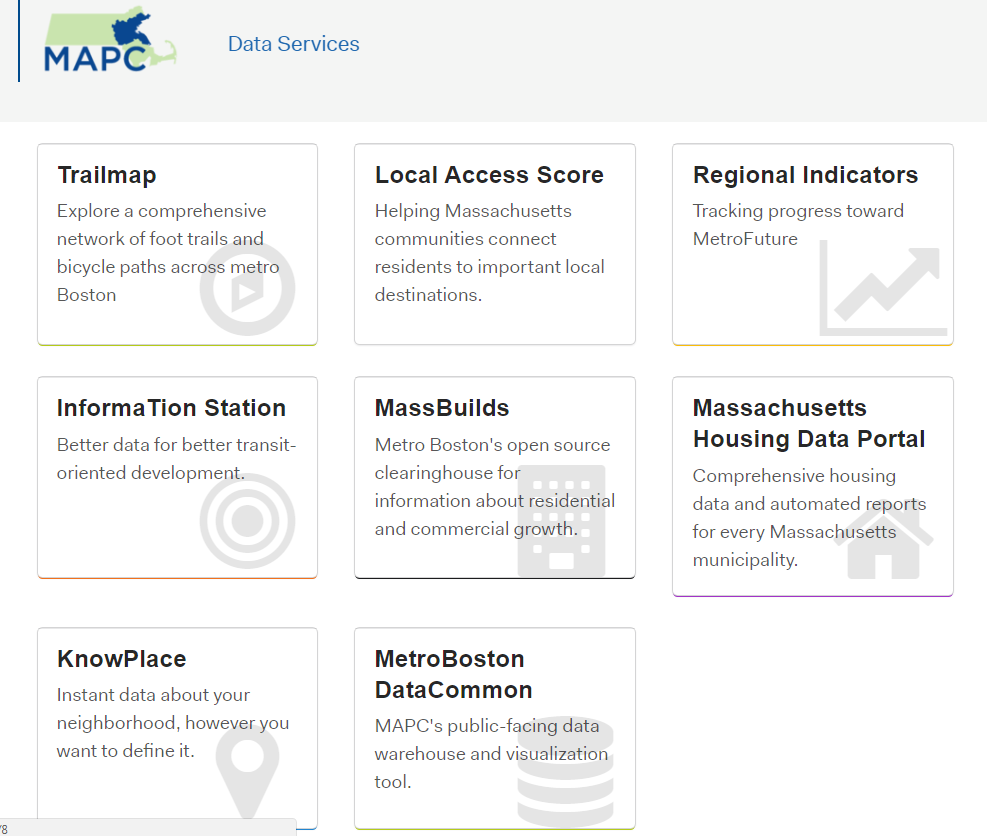 MAPC
Data Services
Trailmap
Explore a comprehensive
network of foot trails and
bicycle paths across metro
Boston
Local Access Score
Helping Massachusetts
communities connect
residents to important local
destinations.
Regional Indicators
Tracking progress toward
MetroFuture
InformaTion Station
Better data for better transit-
oriented development.
MassBuilds
Metro Boston's open source
clearinghouse for
information about residential
and commercial growth.
Massachusetts
Housing Data Portal
Comprehensive housing
data and automated reports
for every Massachusetts
municipality.
KnowPlace
Instant data about your
neighborhood, however you
want to define it.
MetroBoston
DataCommon
MAPC's public-facing data
warehouse and visualization
tool.
/8